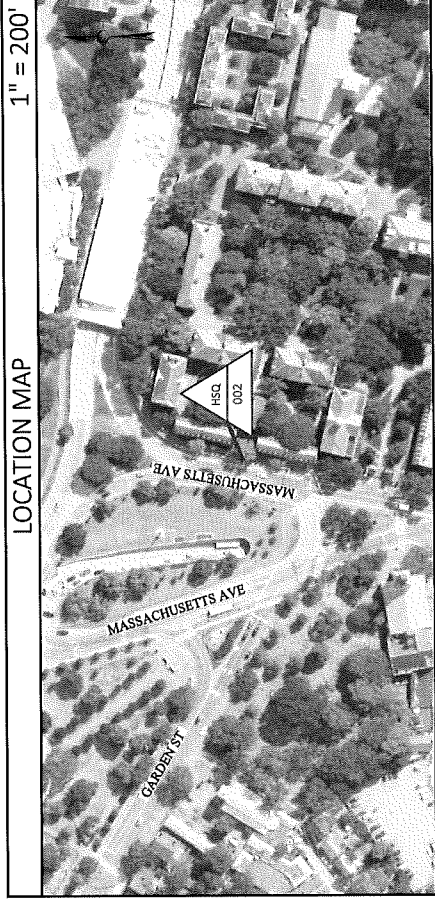 LOCATION MAP
1" = 200'
HSQ
002
MASSACHUSETTS AVE
MASSACHUSETTS AVE
GARDEN ST